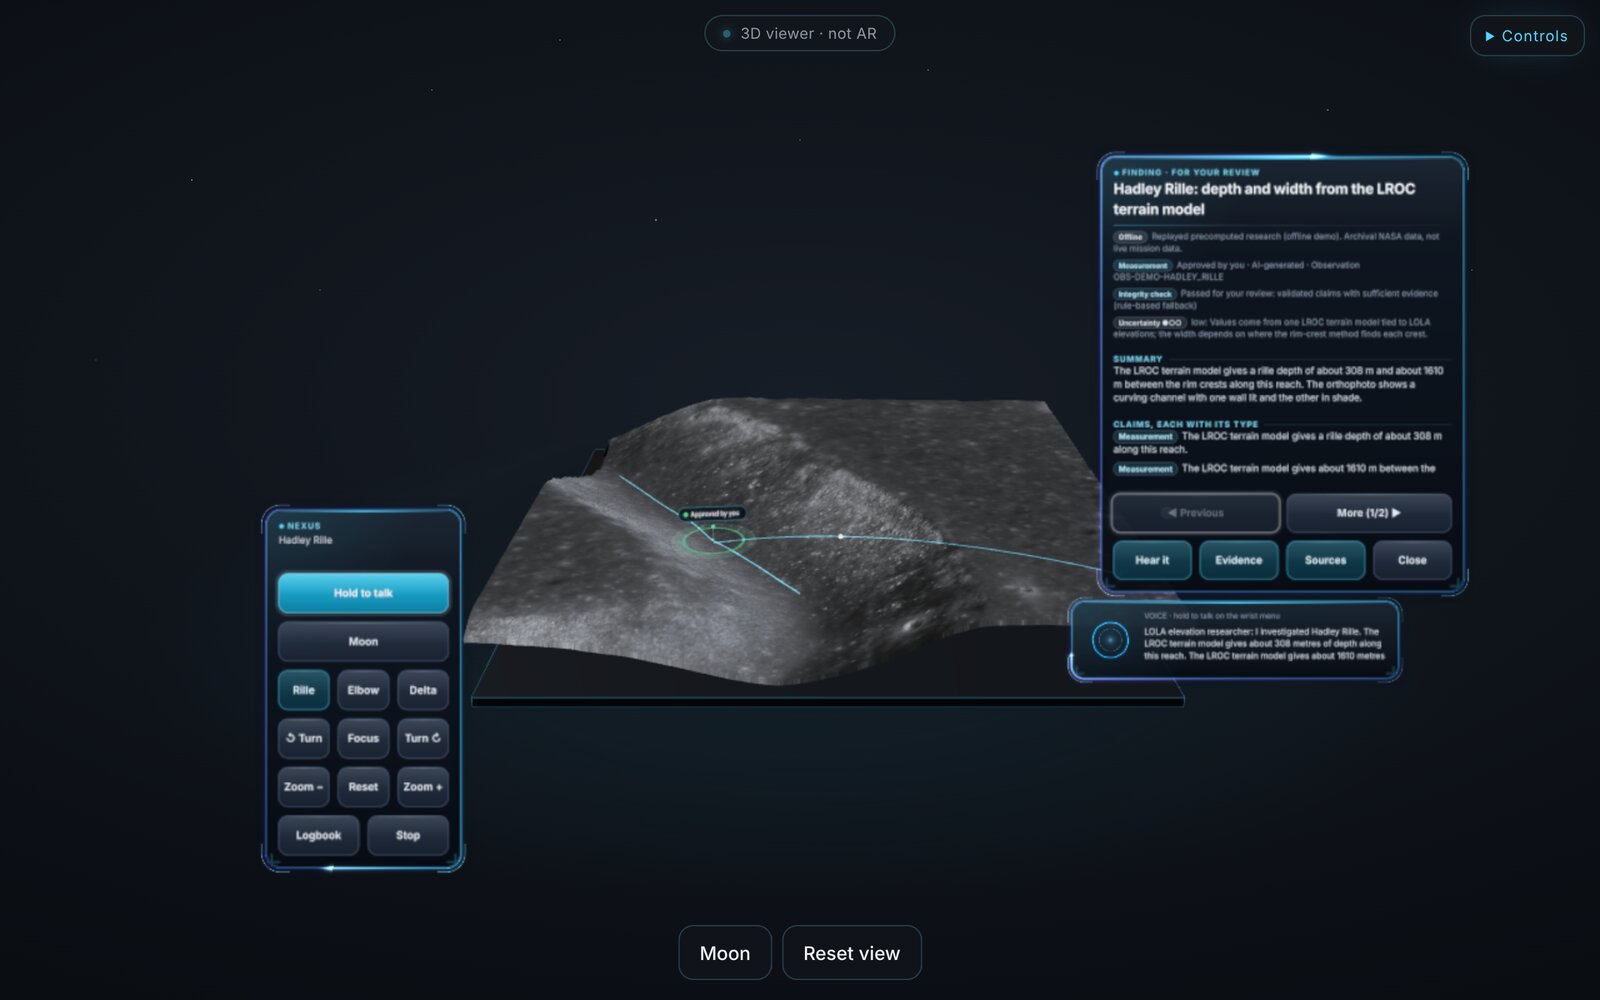 3D viewer · not AR
▶ Controls
FINDING · FOR YOUR REVIEW
Hadley Rille: depth and width from the LROC
terrain model
Offline Replayed precomputed research (offline demo). Archival NASA data, not
live mission data.
Measurement Approved by you · AI-generated · Observation
OBS-DEMO-HADLEY_RILLE
Integrity check Passed for your review: validated claims with sufficient evidence
(rule-based fallback)
Uncertainty ●○○ low: Values come from one LROC terrain model tied to LOLA
elevations; the width depends on where the rim-crest method finds each crest.
SUMMARY
The LROC terrain model gives a rille depth of about 308 m and about 1610
m between the rim crests along this reach. The orthophoto shows a
curving channel with one wall lit and the other in shade.
CLAIMS, EACH WITH ITS TYPE
Measurement The LROC terrain model gives a rille depth of about 308 m
along this reach.
Measurement The LROC terrain model gives about 1610 m between the
◀ Previous
More (1/2) ▶
Hear it
Evidence
Sources
Close
Approved by you
NEXUS
Hadley Rille
Hold to talk
Moon
Rille
Elbow
Delta
↺ Turn
Focus
Turn ↻
Zoom −
Reset
Zoom +
Logbook
Stop
VOICE · hold to talk on the wrist menu
LOLA elevation researcher: I investigated Hadley Rille. The
LROC terrain model gives about 308 metres of depth along
this reach. The LROC terrain model gives about 1610 metres
Moon
Reset view